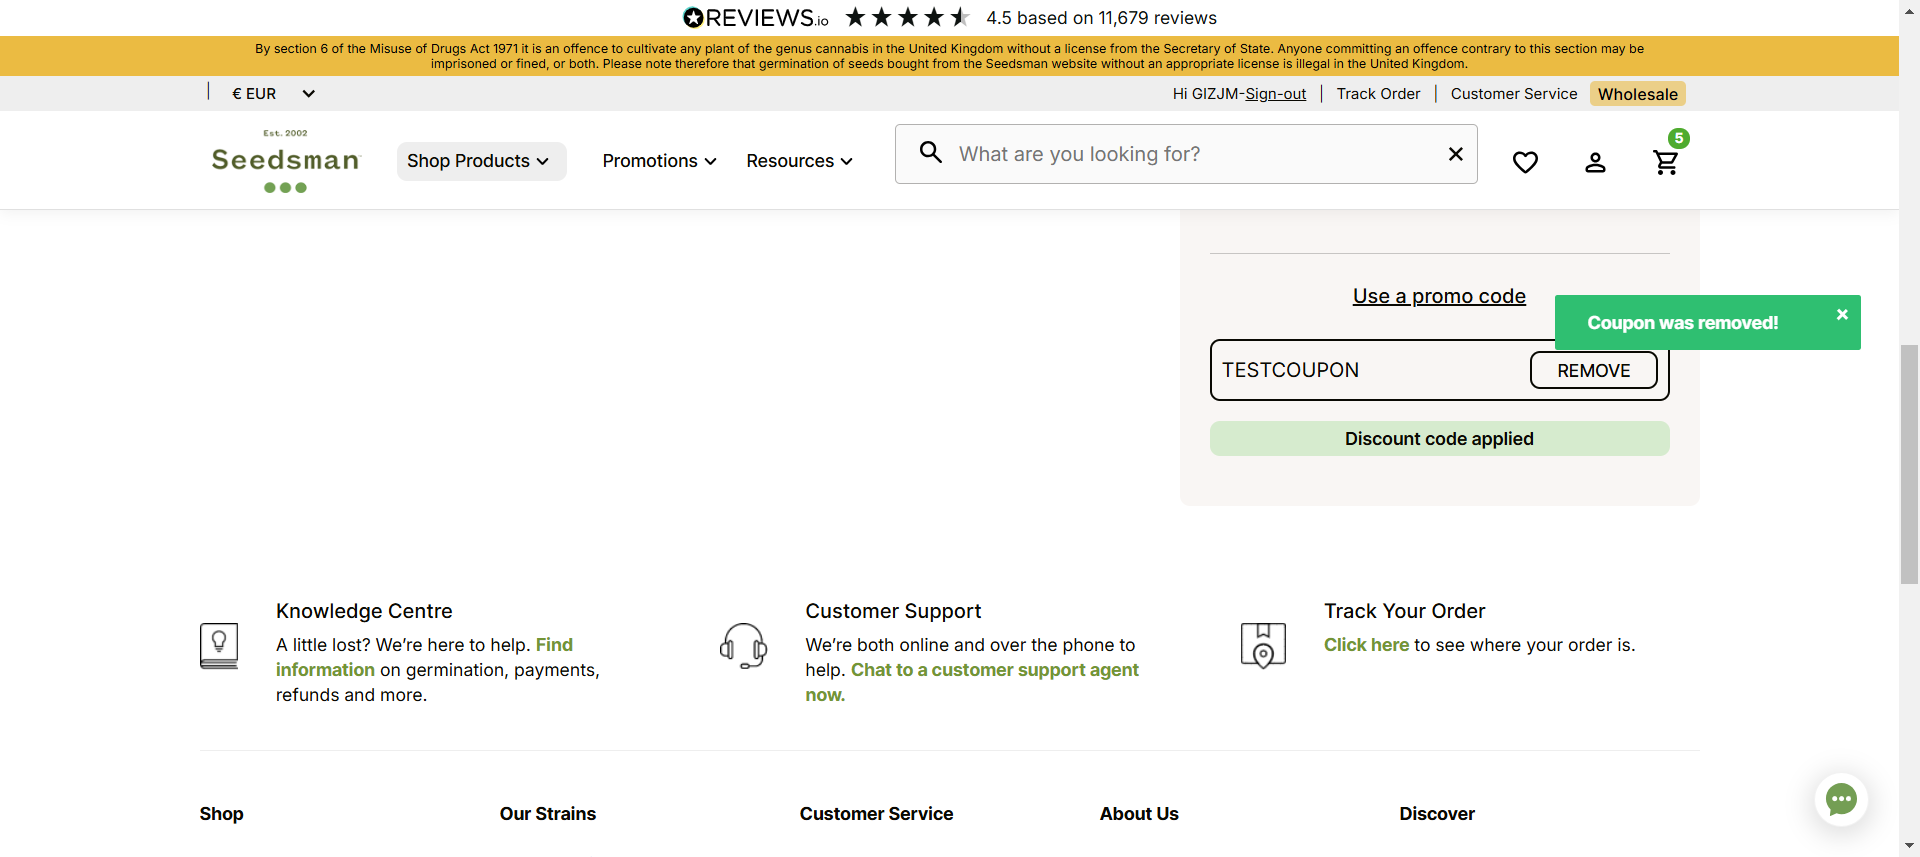 REVIEWS.io 4.5 based on 11,679 reviews
By section 6 of the Misuse of Drugs Act 1971 it is an offence to cultivate any plant of the genus cannabis in the United Kingdom without a license from the Secretary of State. Anyone committing an offence contrary to this section may be
imprisoned or fined, or both. Please note therefore that germination of seeds bought from the Seedsman website without an appropriate license is illegal in the United Kingdom.
€ EUR
Hi GIZJM-Sign-out | Track Order | Customer Service Wholesale
Est. 2002
Seedsman
Shop Products
Promotions
Resources
What are you looking for?
5
Use a promo code
Coupon was removed!
TESTCOUPON
REMOVE
Discount code applied
Knowledge Centre
A little lost? We’re here to help. Find
information on germination, payments,
refunds and more.
Customer Support
We’re both online and over the phone to
help. Chat to a customer support agent
now.
Track Your Order
Click here to see where your order is.
Shop
Our Strains
Customer Service
About Us
Discover